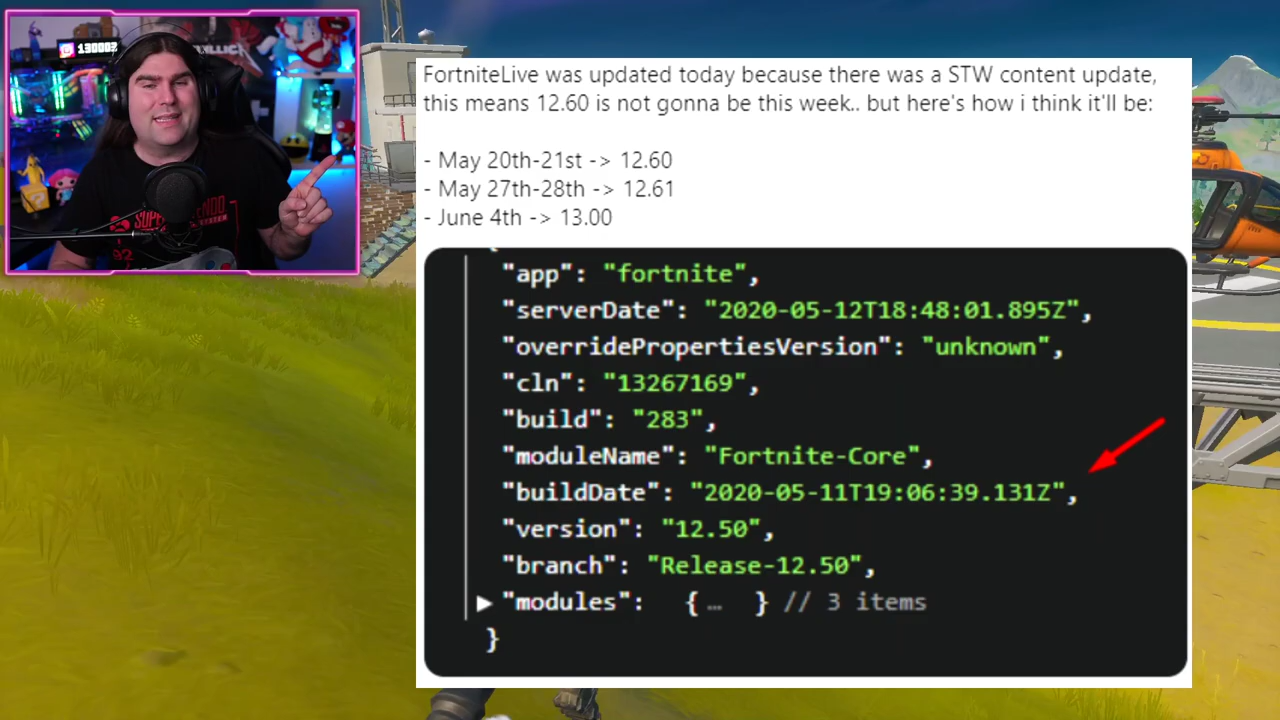 130002
FortniteLive was updated today because there was a STW content update,
this means 12.60 is not gonna be this week.. but here's how i think it'll be:
- May 20th-21st -> 12.60
- May 27th-28th -> 12.61
- June 4th -> 13.00
"app": "fortnite",
"serverDate": "2020-05-12T18:48:01.895Z",
"overridePropertiesVersion": "unknown",
"cln": "13267169",
"build": "283",
"moduleName": "Fortnite-Core",
"buildDate": "2020-05-11T19:06:39.131Z",
"version": "12.50",
"branch": "Release-12.50",
▶ "modules": { … } // 3 items
}